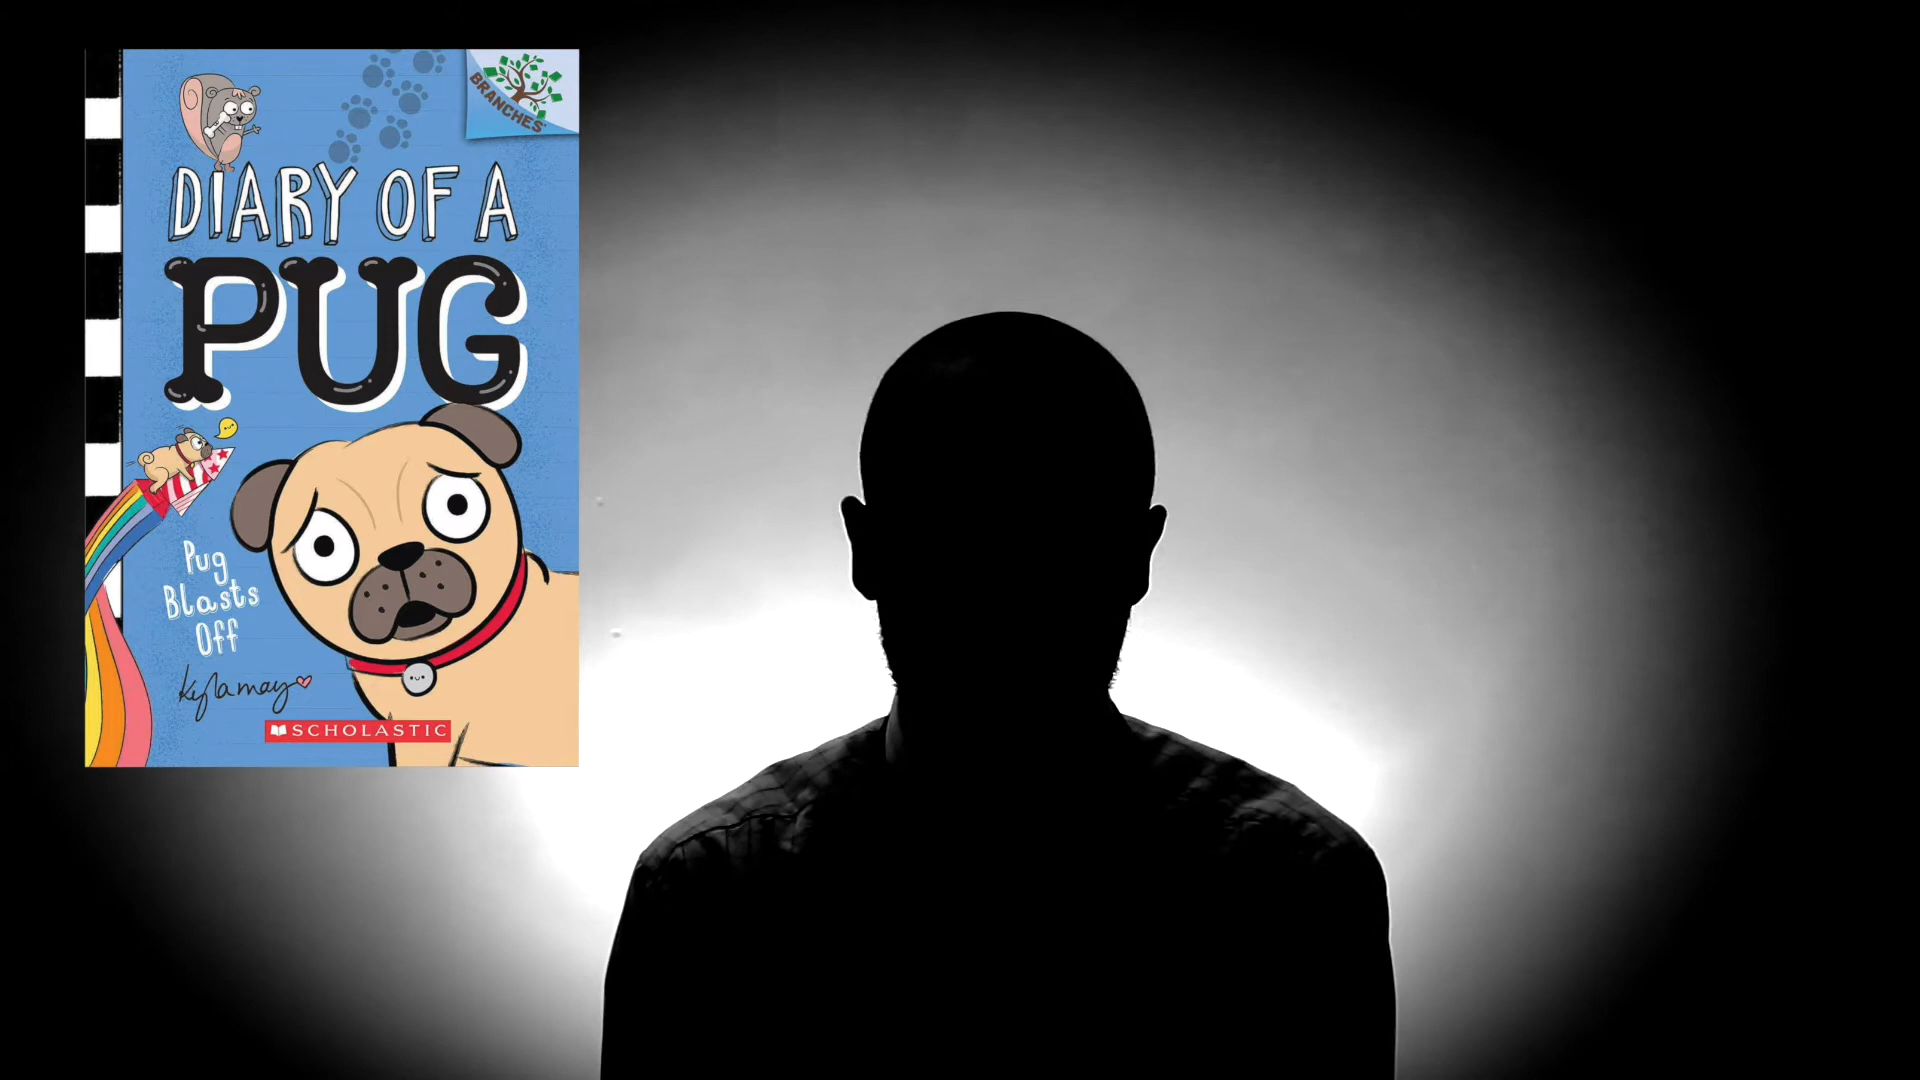 BRANCHES
DIARY OF A
PUG
Pug
Blasts
Off
Kyla may
SCHOLASTIC